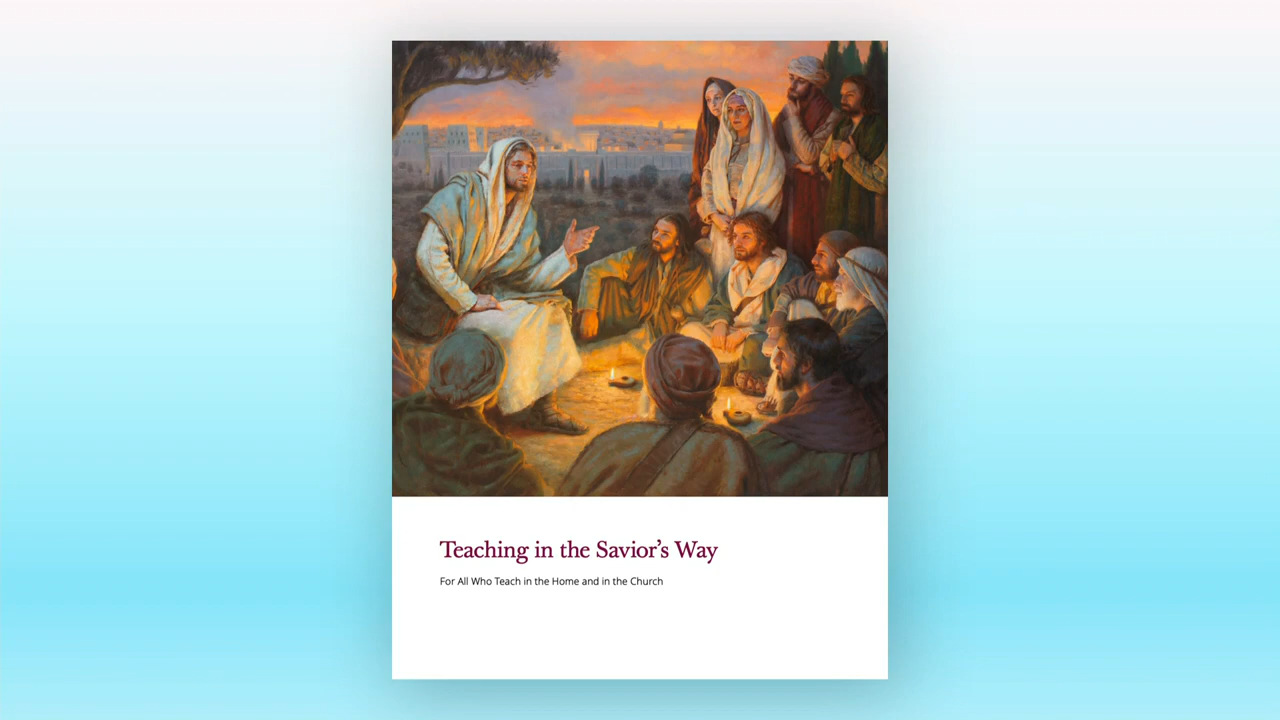 Teaching in the Savior’s Way
For All Who Teach in the Home and in the Church